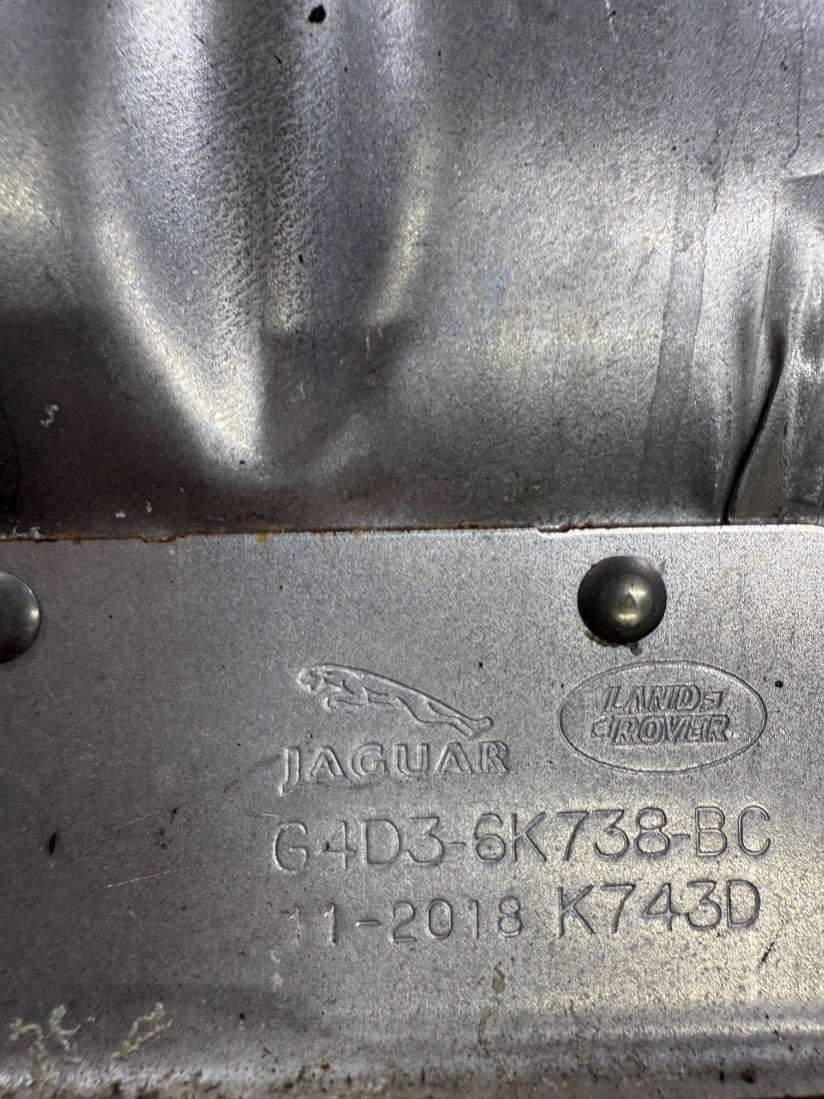 JAGUAR
LAND
ROVER
G4D3-6K738-BC
11-2018 K743D